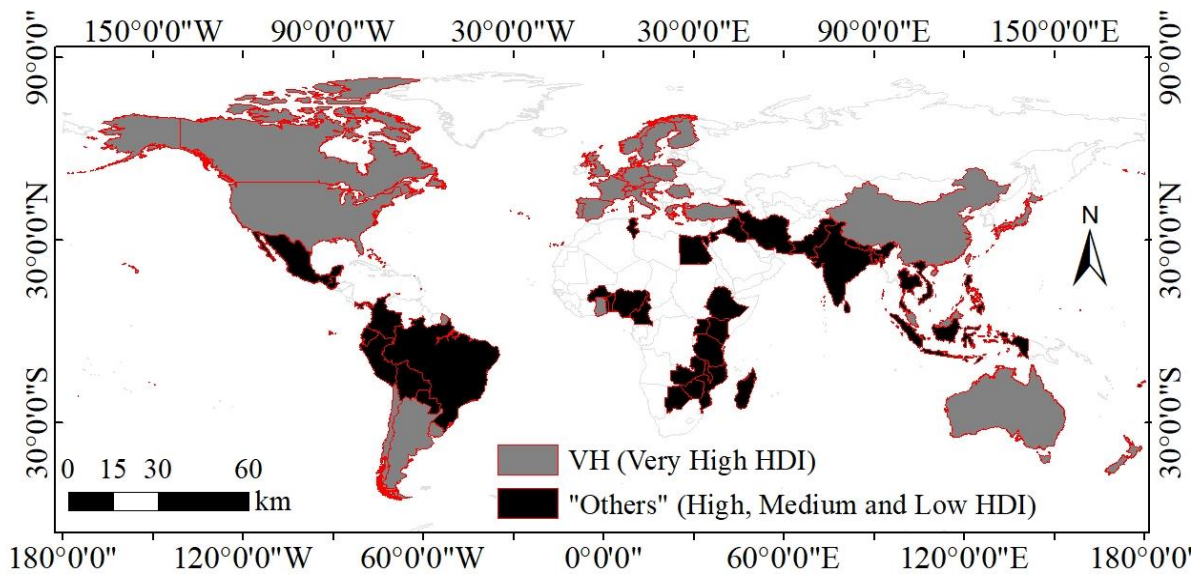 150°0'0"W 90°0'0"W 30°0'0"W 30°0'0"E 90°0'0"E 150°0'0"E
90°0'0" 90°0'0"
30°0'0"N 30°0'0"N
N
30°0'0"S 30°0'0"S
VH (Very High HDI)
0 15 30 60
km
"Others" (High, Medium and Low HDI)
180°0'0" 120°0'0"W 60°0'0"W 0°0'0" 60°0'0"E 120°0'0"E 180°0'0"